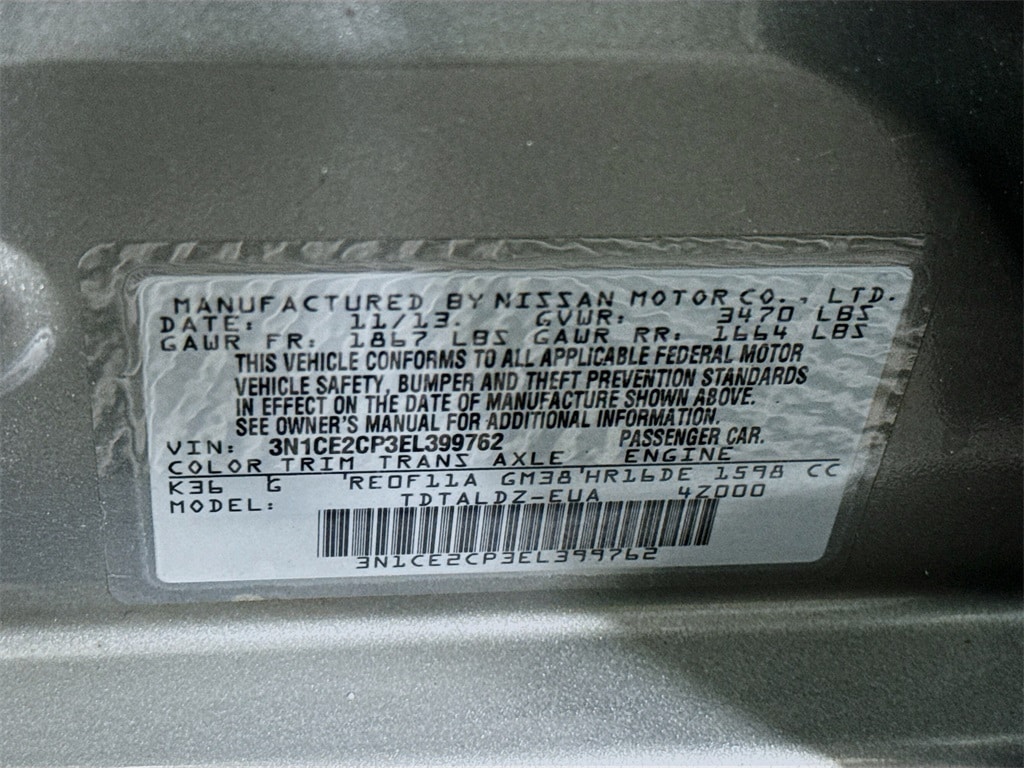 MANUFACTURED BY NISSAN MOTOR CO., LTD.
DATE: 11/13. GVWR: 3470 LBS
GAWR FR: 1867 LBS GAWR RR: 1664 LBS
THIS VEHICLE CONFORMS TO ALL APPLICABLE FEDERAL MOTOR
VEHICLE SAFETY, BUMPER AND THEFT PREVENTION STANDARDS
IN EFFECT ON THE DATE OF MANUFACTURE SHOWN ABOVE.
SEE OWNER'S MANUAL FOR ADDITIONAL INFORMATION.
VIN: 3N1CE2CP3EL399762 PASSENGER CAR.
COLOR TRIM TRANS AXLE ENGINE
K36 G 'RE0F11A GM38'HR16DE 1598 CC
MODEL: TDTALDZ-EUA 4Z000
3N1CE2CP3EL399762